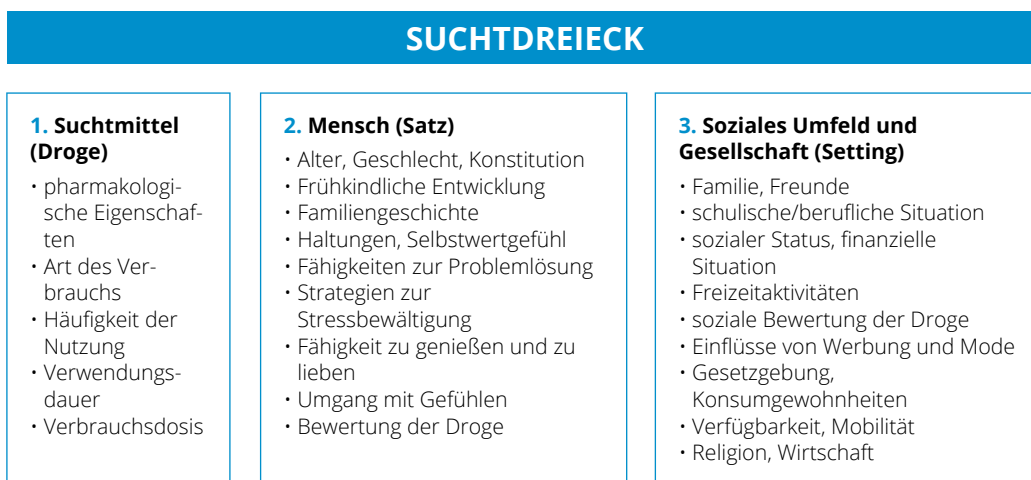 SUCHTDREIECK
1. Suchtmittel
(Droge)
• pharmakologi-
sche Eigenschaf-
ten
• Art des Ver-
brauchs
• Häufigkeit der
Nutzung
• Verwendungs-
dauer
• Verbrauchsdosis
2. Mensch (Satz)
• Alter, Geschlecht, Konstitution
• Frühkindliche Entwicklung
• Familiengeschichte
• Haltungen, Selbstwertgefühl
• Fähigkeiten zur Problemlösung
• Strategien zur
Stressbewältigung
• Fähigkeit zu genießen und zu
lieben
• Umgang mit Gefühlen
• Bewertung der Droge
3. Soziales Umfeld und
Gesellschaft (Setting)
• Familie, Freunde
• schulische/berufliche Situation
• sozialer Status, finanzielle
Situation
• Freizeitaktivitäten
• soziale Bewertung der Droge
• Einflüsse von Werbung und Mode
• Gesetzgebung,
Konsumgewohnheiten
• Verfügbarkeit, Mobilität
• Religion, Wirtschaft